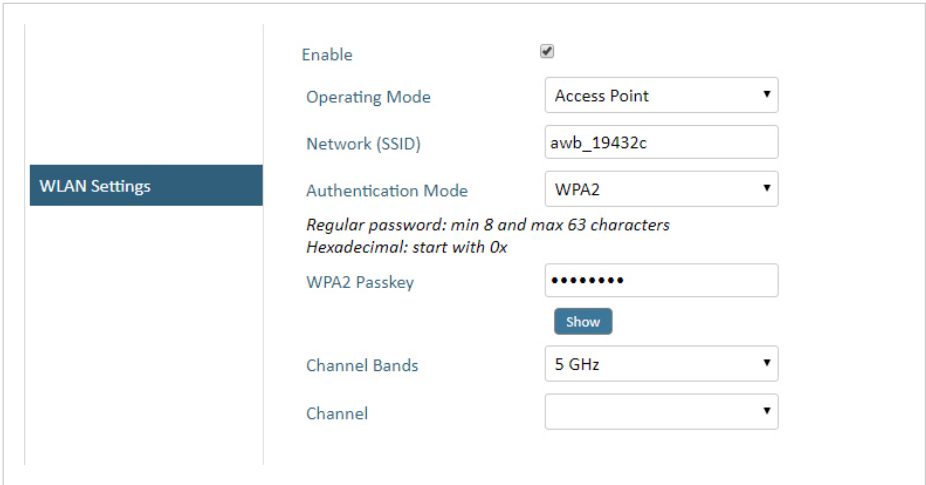 Enable
Operating Mode
Access Point
Network (SSID)
awb_19432c
WLAN Settings
Authentication Mode
WPA2
Regular password: min 8 and max 63 characters
Hexadecimal: start with 0x
WPA2 Passkey
••••••••
Show
Channel Bands
5 GHz
Channel